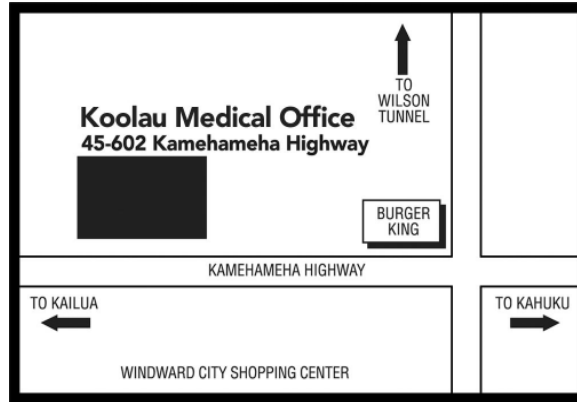 TO
WILSON
TUNNEL
Koolau Medical Office
45-602 Kamehameha Highway
BURGER
KING
KAMEHAMEHA HIGHWAY
TO KAILUA
TO KAHUKU
WINDWARD CITY SHOPPING CENTER